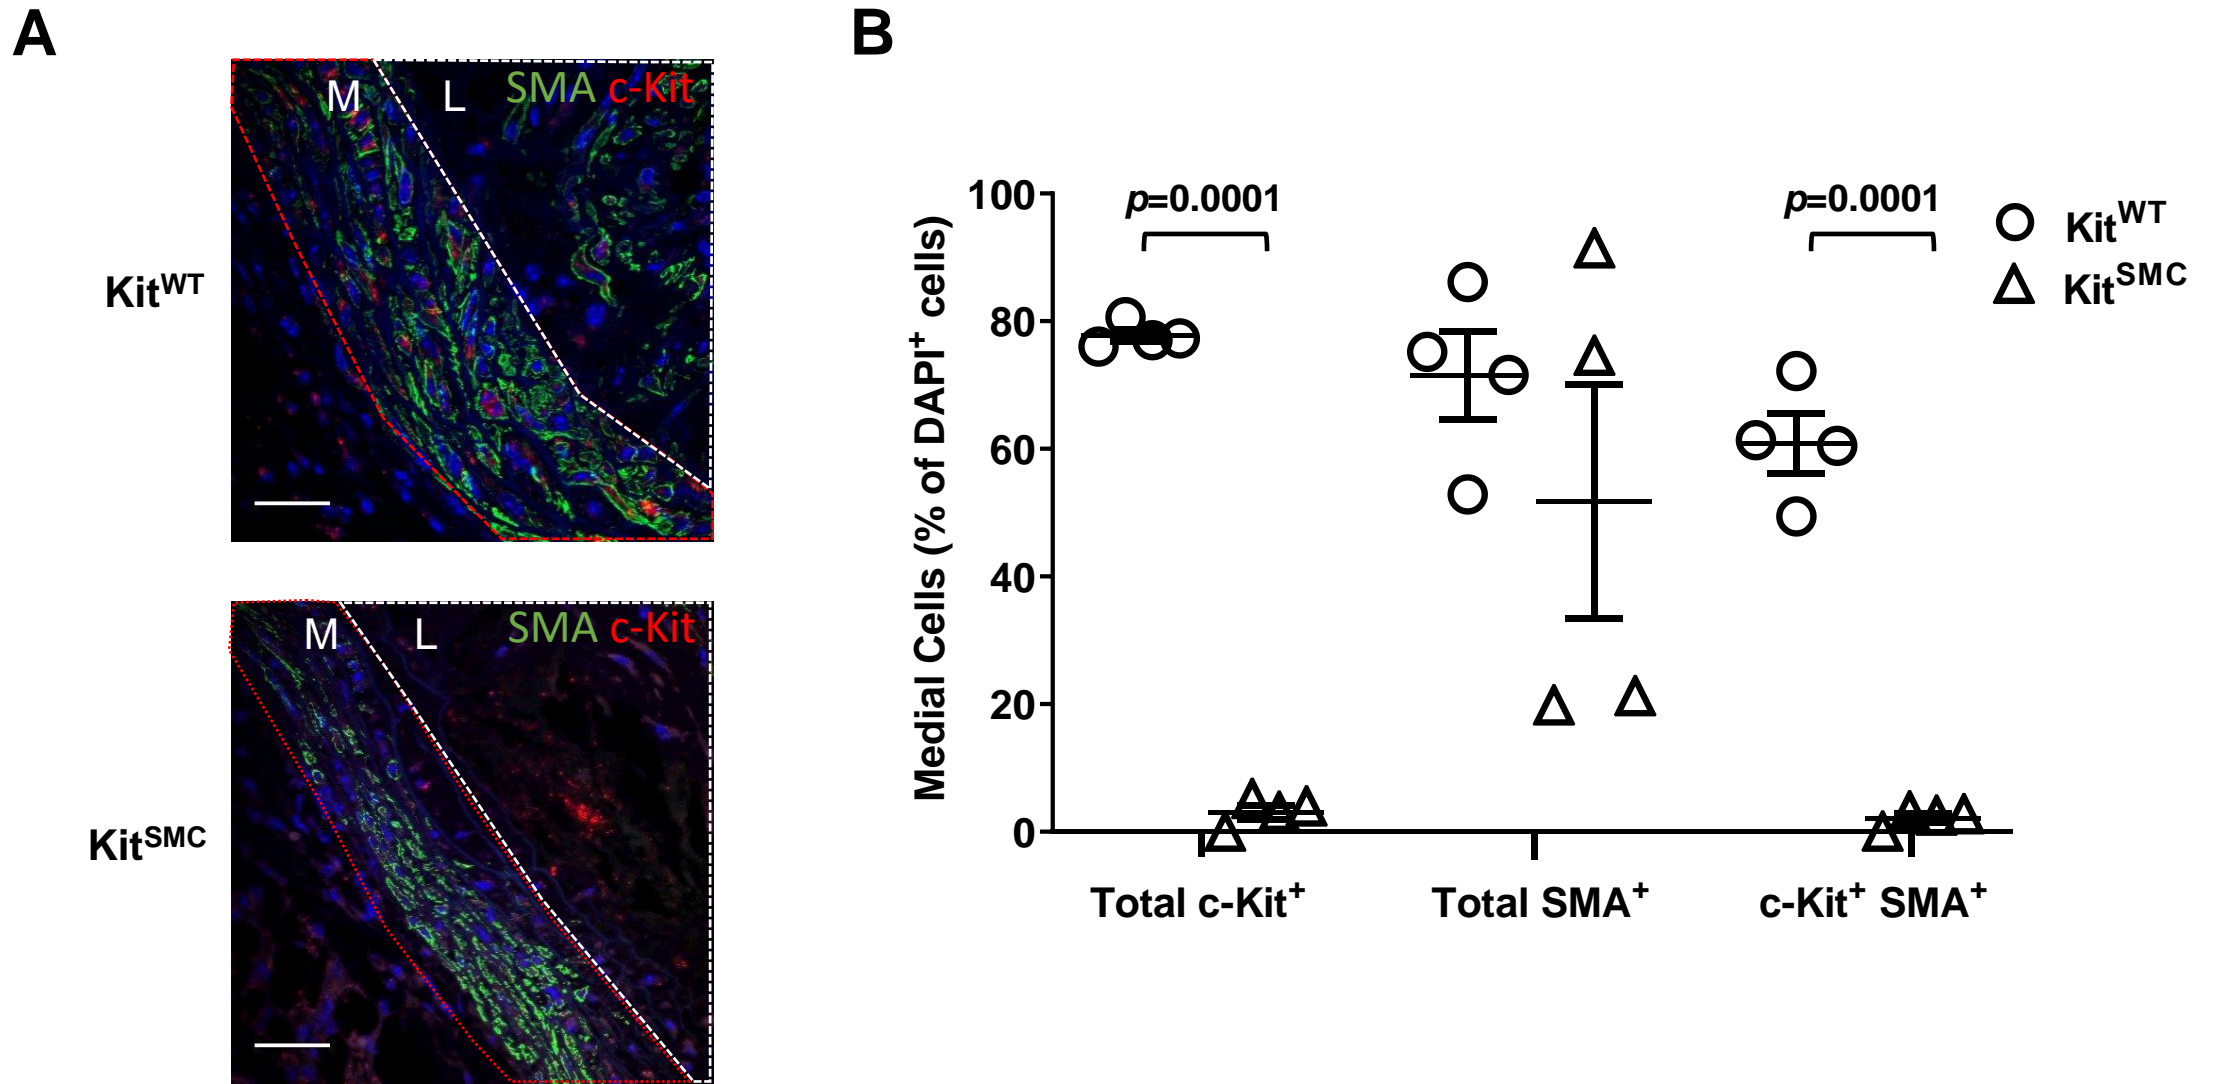 A
B
M L SMA c-Kit
Kit^WT
M L SMA c-Kit
Kit^SMC
Medial Cells (% of DAPI⁺ cells)
100
80
60
40
20
0
p=0.0001
p=0.0001
Kit^WT
Kit^SMC
Total c-Kit⁺
Total SMA⁺
c-Kit⁺ SMA⁺